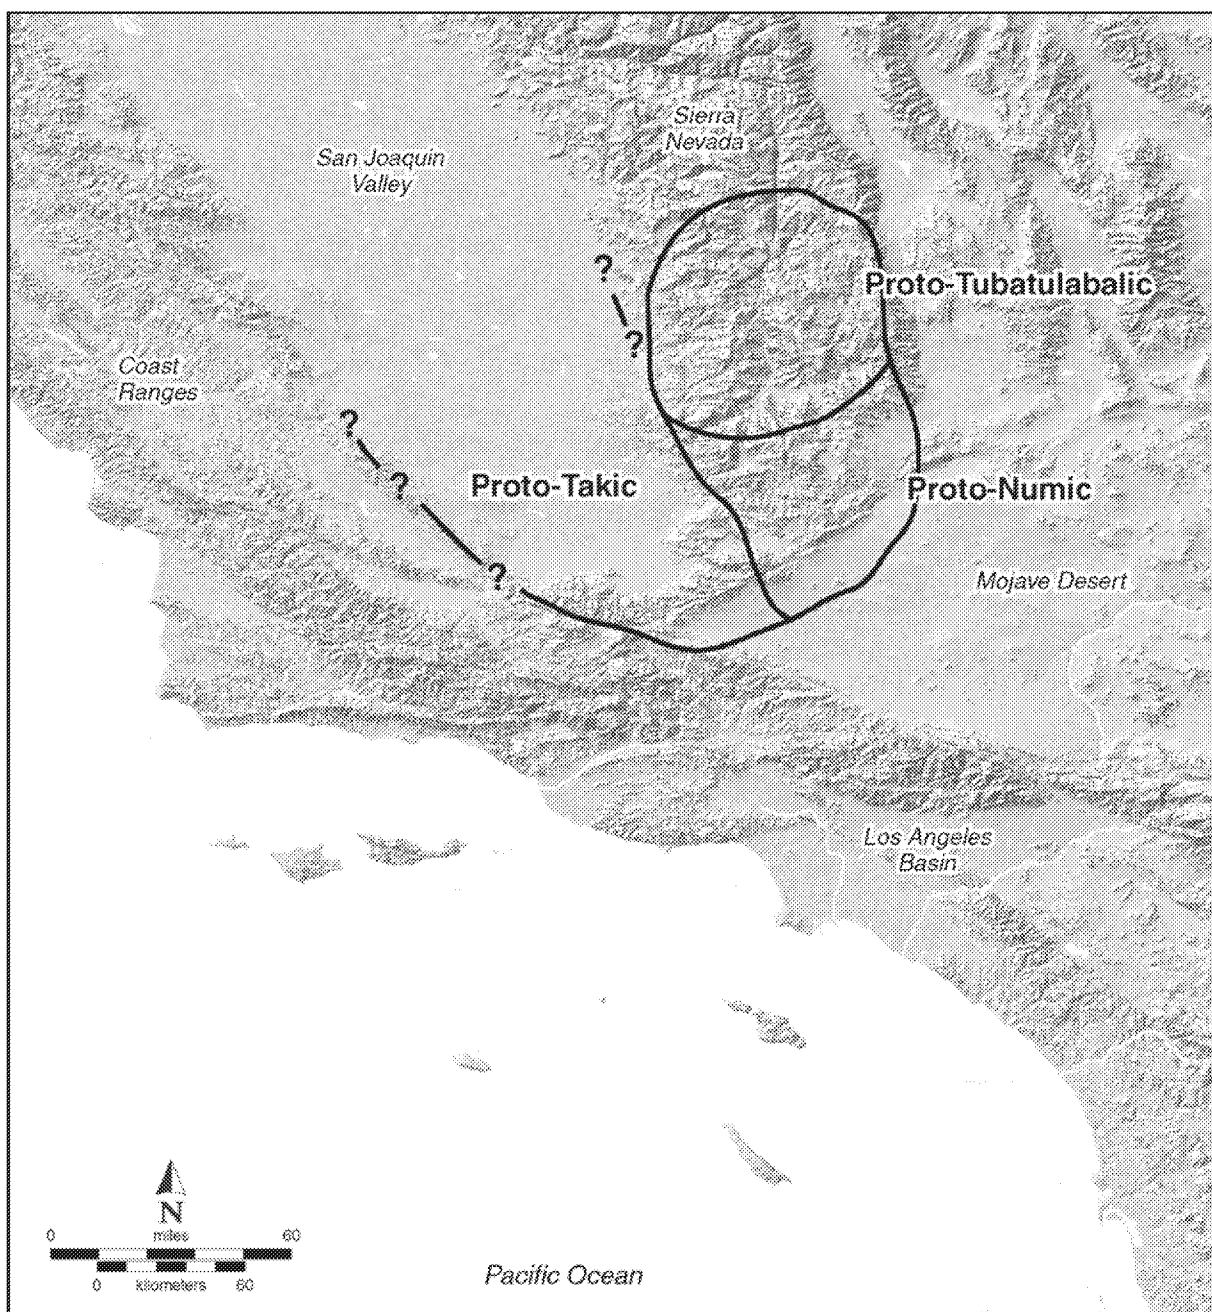 Sierra
Nevada
San Joaquin
Valley
?
Proto-Tubatulabalic
?
Coast
Ranges
?
?
Proto-Takic
Proto-Numic
?
Mojave Desert
Los Angeles
Basin
N
0 miles 60
0 kilometers 60
Pacific Ocean